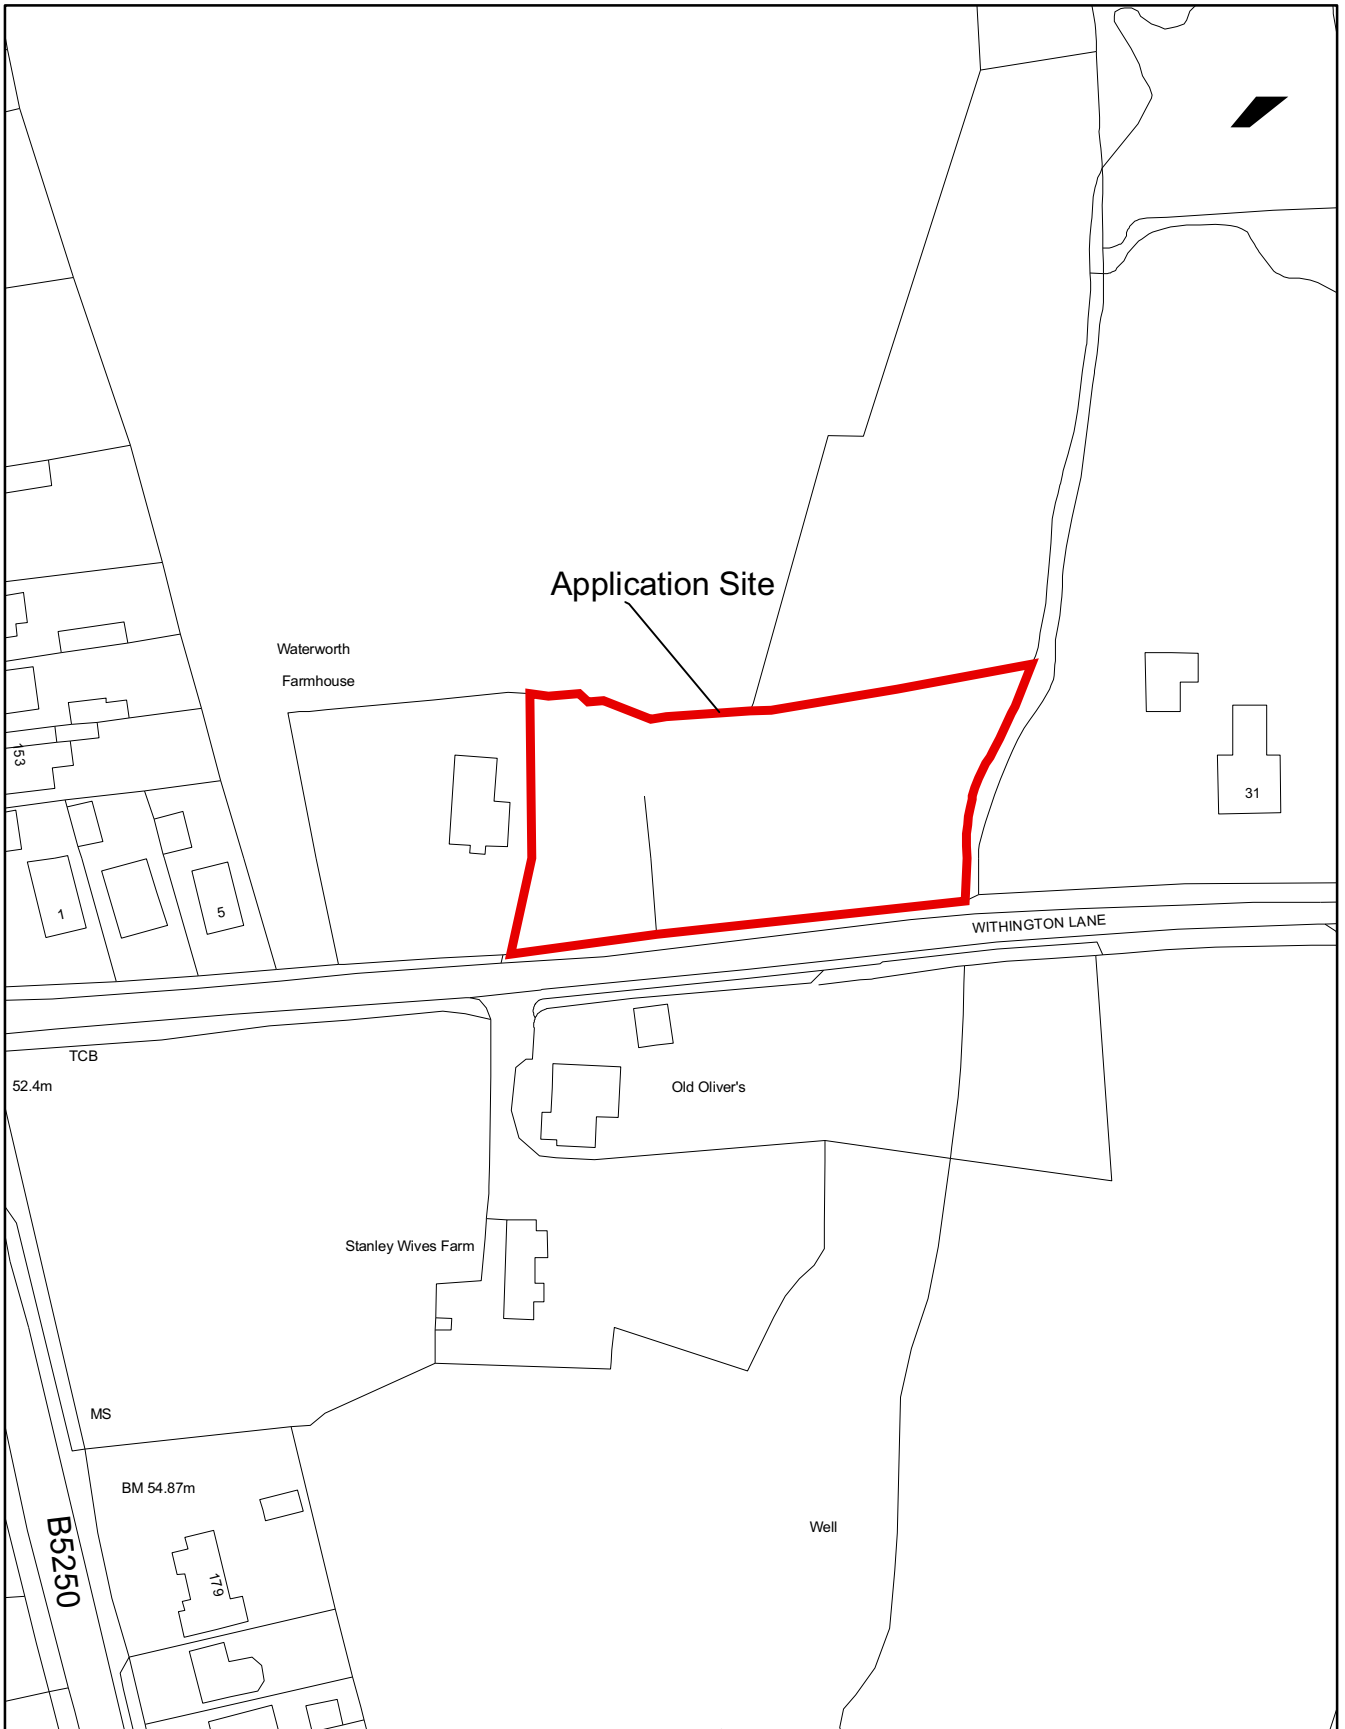 Application Site
Waterworth
Farmhouse
153
31
1
5
WITHINGTON LANE
TCB
52.4m
Old Oliver's
Stanley Wives Farm
MS
BM 54.87m
B5250
Well
179